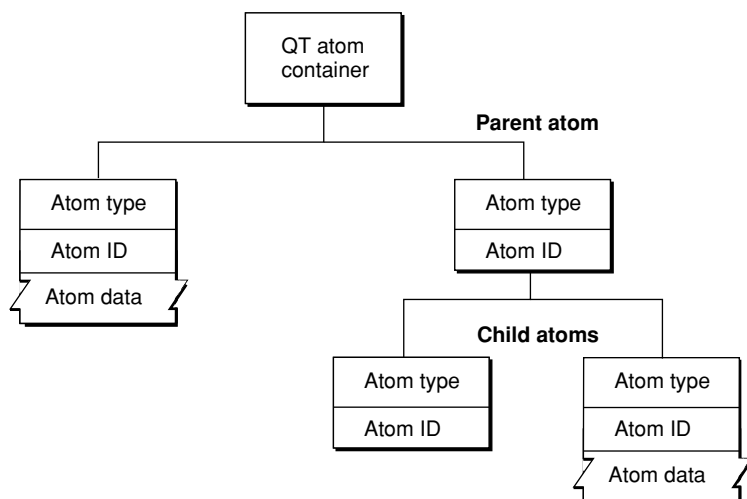 QT atom
container
Parent atom
Atom type
Atom ID
Atom data
Atom type
Atom ID
Child atoms
Atom type
Atom ID
Atom type
Atom ID
Atom data